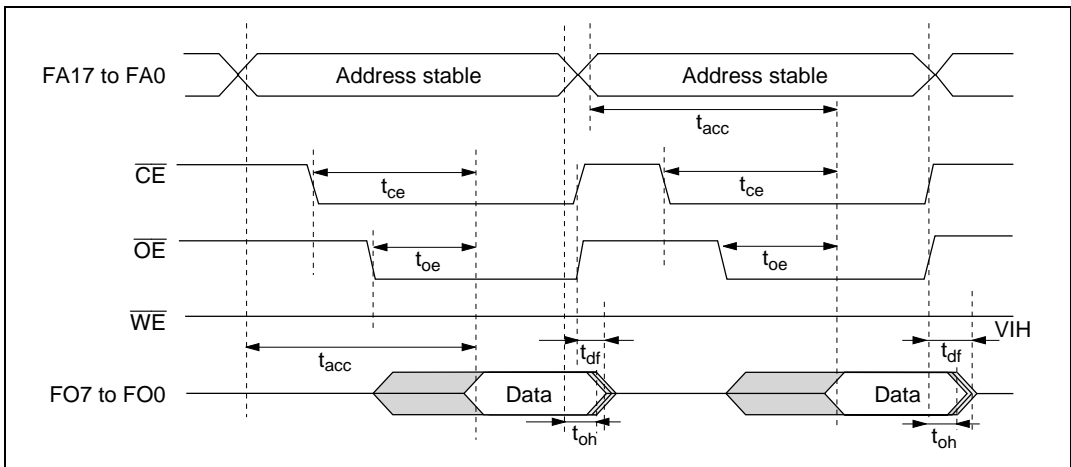 FA17 to FA0
Address stable
Address stable
tacc
CE
tce
tce
OE
toe
toe
WE
VIH
tacc
tdf
tdf
FO7 to FO0
Data
Data
toh
toh